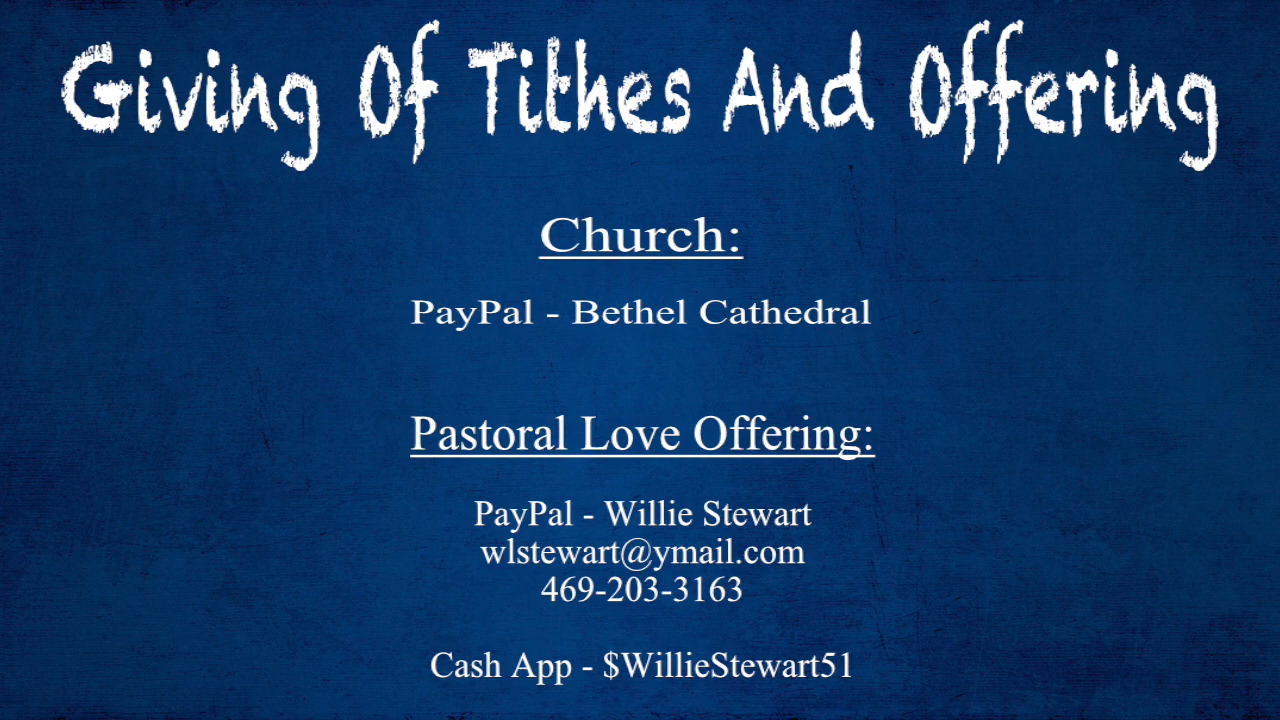 Giving Of Tithes And Offering
Church:
PayPal - Bethel Cathedral
Pastoral Love Offering:
PayPal - Willie Stewart
wlstewart@ymail.com
469-203-3163
Cash App - $WillieStewart51